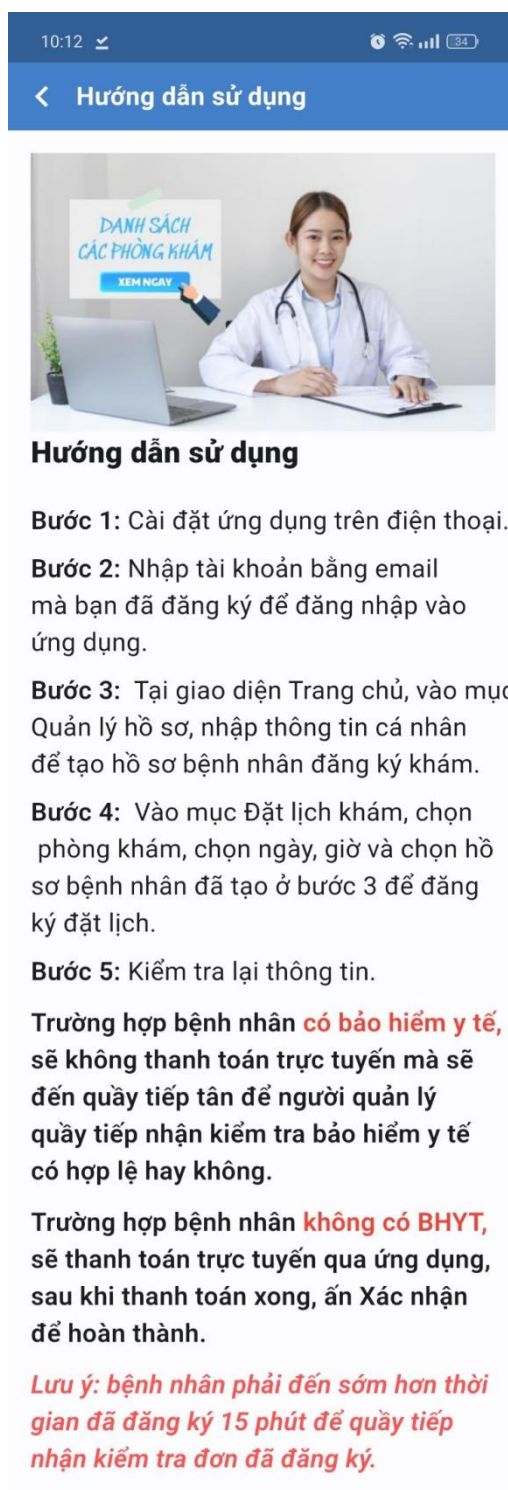 10:12
34
Hướng dẫn sử dụng
DANH SÁCH
CÁC PHÒNG KHÁM
XEM NGAY
Hướng dẫn sử dụng
Bước 1: Cài đặt ứng dụng trên điện thoại.
Bước 2: Nhập tài khoản bằng email
mà bạn đã đăng ký để đăng nhập vào
ứng dụng.
Bước 3: Tại giao diện Trang chủ, vào mục
Quản lý hồ sơ, nhập thông tin cá nhân
để tạo hồ sơ bệnh nhân đăng ký khám.
Bước 4: Vào mục Đặt lịch khám, chọn
phòng khám, chọn ngày, giờ và chọn hồ
sơ bệnh nhân đã tạo ở bước 3 để đăng
ký đặt lịch.
Bước 5: Kiểm tra lại thông tin.
Trường hợp bệnh nhân có bảo hiểm y tế,
sẽ không thanh toán trực tuyến mà sẽ
đến quầy tiếp tân để người quản lý
quầy tiếp nhận kiểm tra bảo hiểm y tế
có hợp lệ hay không.
Trường hợp bệnh nhân không có BHYT,
sẽ thanh toán trực tuyến qua ứng dụng,
sau khi thanh toán xong, ấn Xác nhận
để hoàn thành.
Lưu ý: bệnh nhân phải đến sớm hơn thời
gian đã đăng ký 15 phút để quầy tiếp
nhận kiểm tra đơn đã đăng ký.